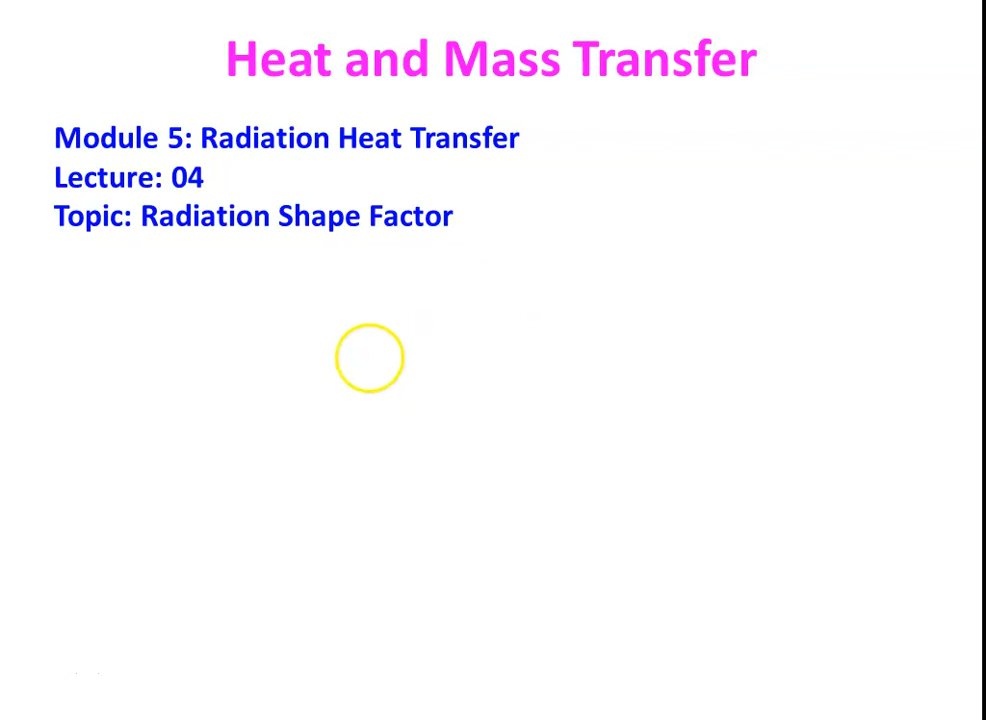 Heat and Mass Transfer
Module 5: Radiation Heat Transfer
Lecture: 04
Topic: Radiation Shape Factor